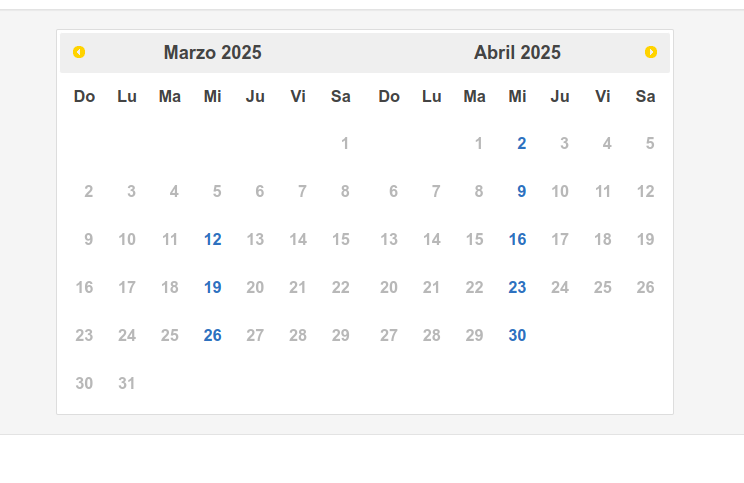 Marzo 2025
Do Lu Ma Mi Ju Vi Sa
1
2 3 4 5 6 7 8
9 10 11 12 13 14 15
16 17 18 19 20 21 22
23 24 25 26 27 28 29
30 31
Abril 2025
Do Lu Ma Mi Ju Vi Sa
1 2 3 4 5
6 7 8 9 10 11 12
13 14 15 16 17 18 19
20 21 22 23 24 25 26
27 28 29 30